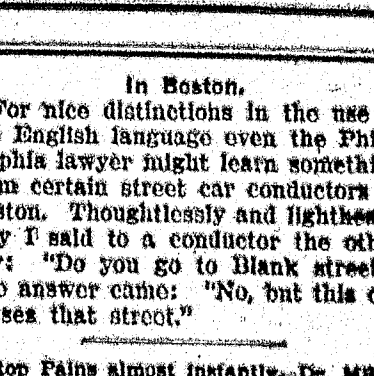 In Boston.
For nice distinctions in the use
English language even the Phi
phia lawyer might learn somethi
m certain street car conductors
ston. Thoughtlessly and lighthea
y I said to a conductor the oth
: "Do you go to Blank street
o answer came: "No, but this c
sses that street."
top Pains almost instantly. Dr. M